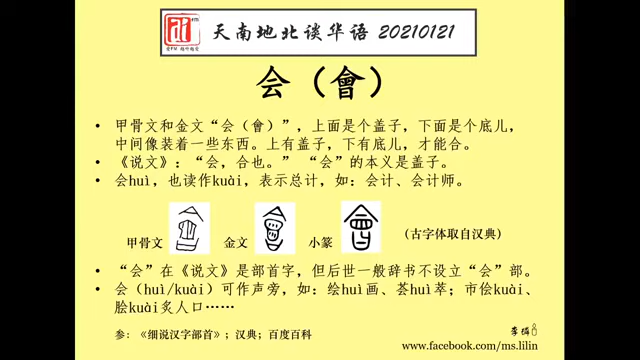 天南地北谈华语 20210121
会（會）
• 甲骨文和金文“会（會）”，上面是个盖子，下面是个底儿，
中间像装着一些东西。上有盖子，下有底儿，才能合。
• 《说文》：“会，合也。” “会”的本义是盖子。
• 会huì，也读作kuài，表示总计，如：会计、会计师。
甲骨文 金文 小篆 （古字体取自汉典）
• “会”在《说文》是部首字，但后世一般辞书不设立“会”部。
• 会（huì/kuài）可作声旁，如：绘huì画、荟huì萃；市侩kuài、
脍kuài炙人口……
参：《细说汉字部首》；汉典；百度百科
www.facebook.com/ms.lilin